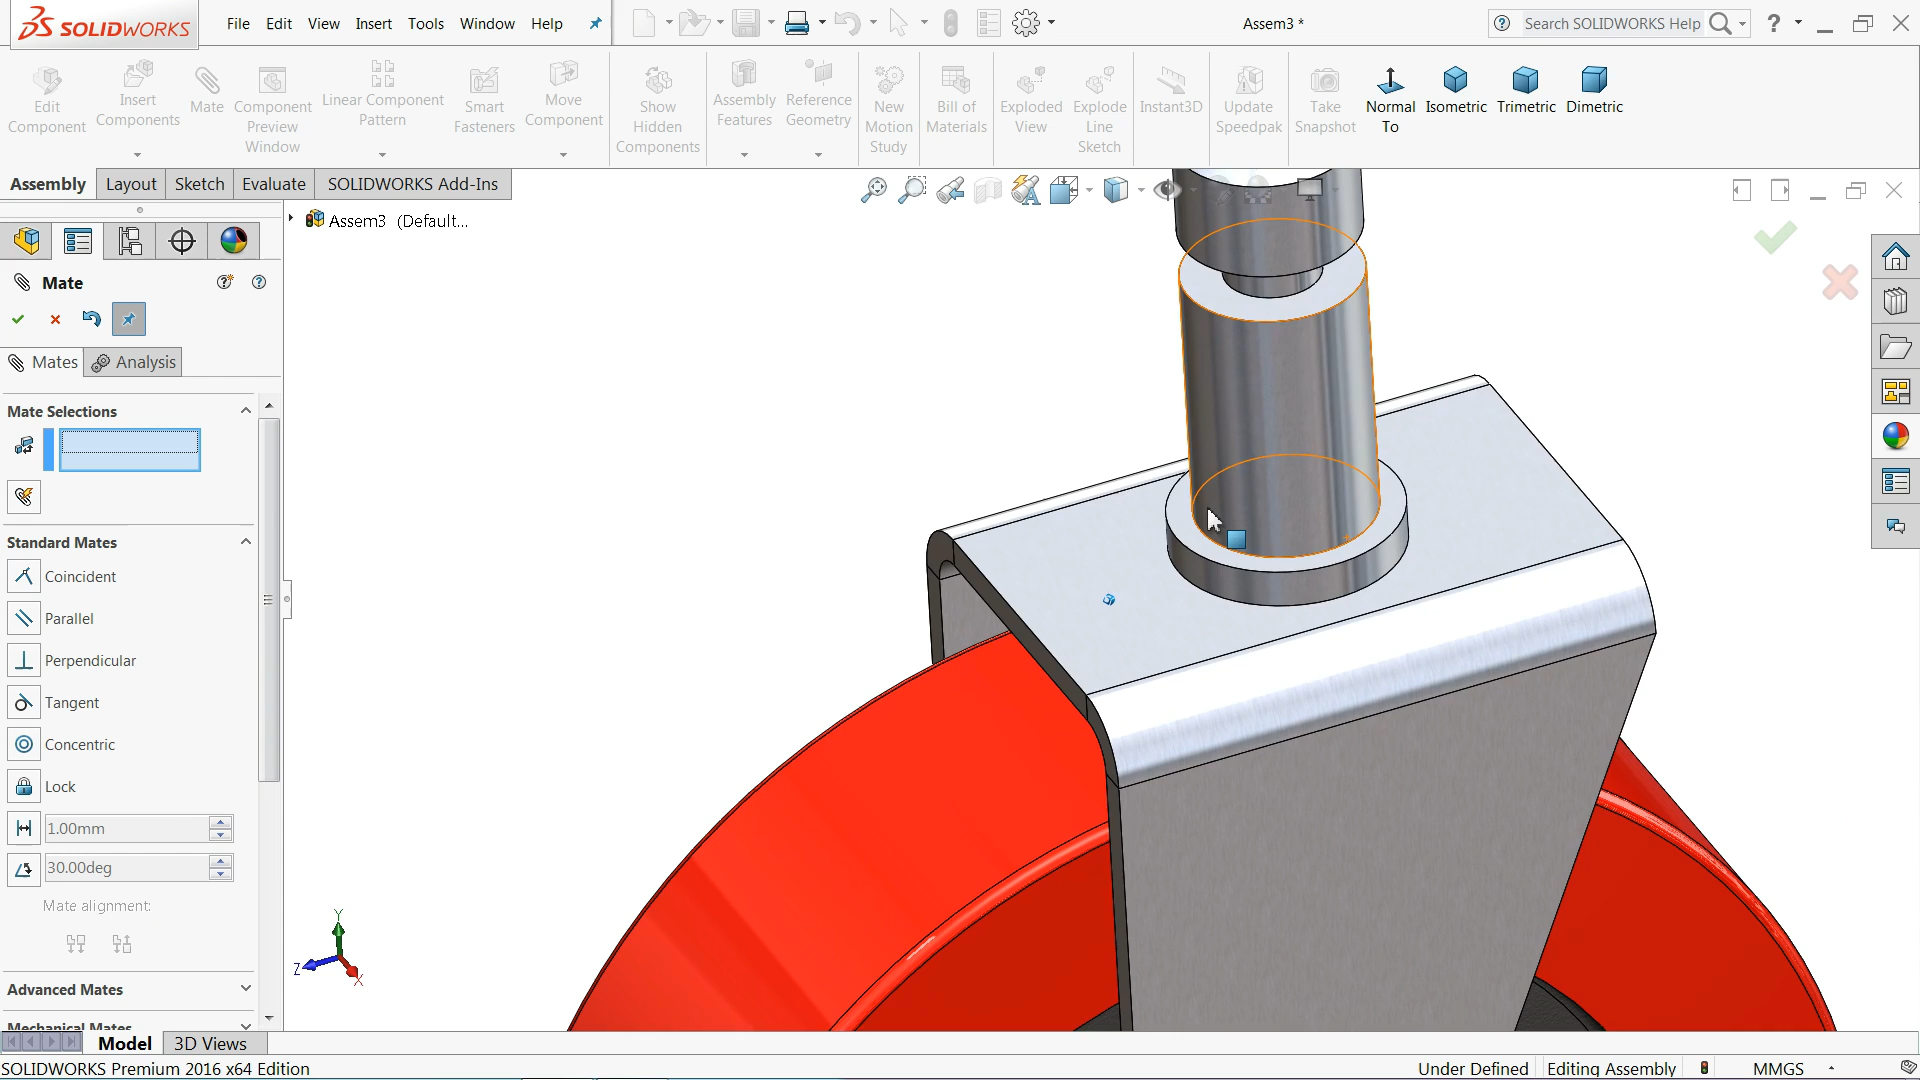 SOLIDWORKS
File Edit View Insert Tools Window Help
Assem3 *
Search SOLIDWORKS Help
?
Edit Component
Insert Components
Mate
Component Preview Window
Linear Component Pattern
Smart Fasteners
Move Component
Show Hidden Components
Assembly Features
Reference Geometry
New Motion Study
Bill of Materials
Exploded View
Explode Line Sketch
Instant3D
Update Speedpak
Take Snapshot
Normal To
Isometric
Trimetric
Dimetric
Assembly Layout Sketch Evaluate SOLIDWORKS Add-Ins
Assem3 (Default...
Mate
Mates Analysis
Mate Selections
Standard Mates
Coincident
Parallel
Perpendicular
Tangent
Concentric
Lock
1.00mm
30.00deg
Mate alignment:
Advanced Mates
Mechanical Mates
Y
Z
X
Model 3D Views
SOLIDWORKS Premium 2016 x64 Edition
Under Defined Editing Assembly MMGS